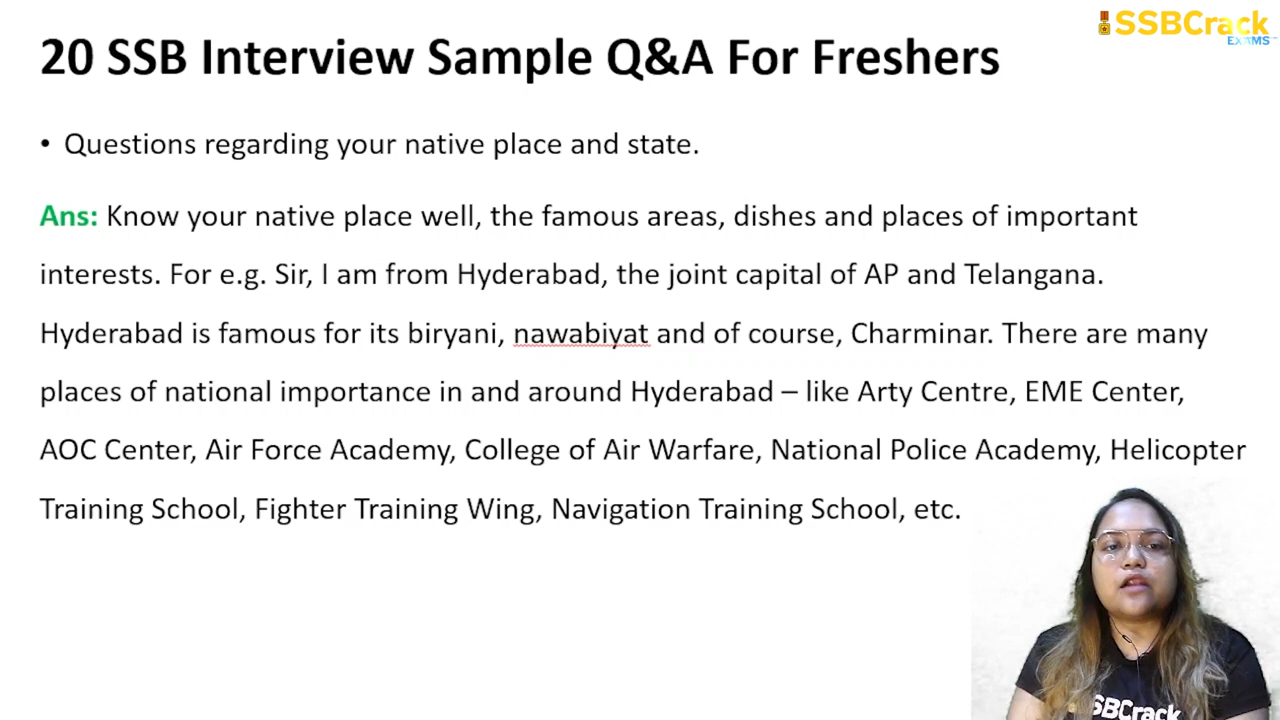 SSBCrack
EXAMS
20 SSB Interview Sample Q&A For Freshers
• Questions regarding your native place and state.
Ans: Know your native place well, the famous areas, dishes and places of important
interests. For e.g. Sir, I am from Hyderabad, the joint capital of AP and Telangana.
Hyderabad is famous for its biryani, nawabiyat and of course, Charminar. There are many
places of national importance in and around Hyderabad – like Arty Centre, EME Center,
AOC Center, Air Force Academy, College of Air Warfare, National Police Academy, Helicopter
Training School, Fighter Training Wing, Navigation Training School, etc.
SBCrack